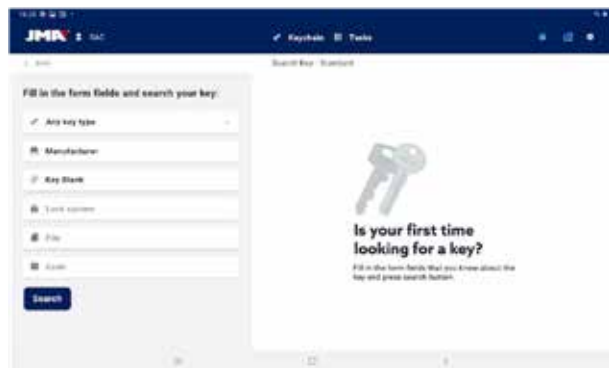 JMA
Keychain Tasks
Search Key - Standard
Fill in the form fields and search your key:
Any key type
Manufacturer
Key Blank
Lock system
File
Search
Is your first time
looking for a key?
Fill in the form fields that you know about the
key and press search button.